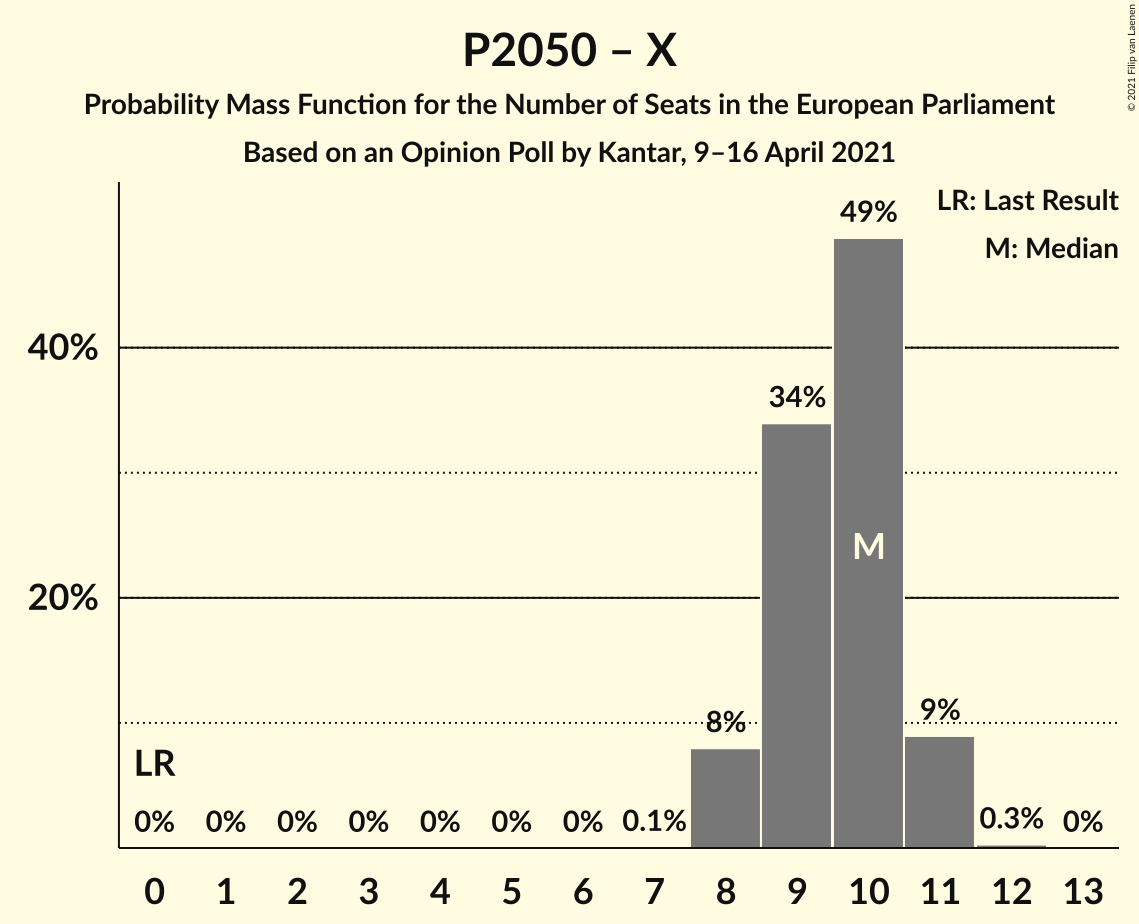 P2050 – X
Probability Mass Function for the Number of Seats in the European Parliament
Based on an Opinion Poll by Kantar, 9–16 April 2021
© 2021 Filip van Laenen
LR: Last Result
M: Median
40%
20%
LR
0% 0% 0% 0% 0% 0% 0% 0.1% 8% 34% 49% 9% 0.3% 0%
M
0 1 2 3 4 5 6 7 8 9 10 11 12 13